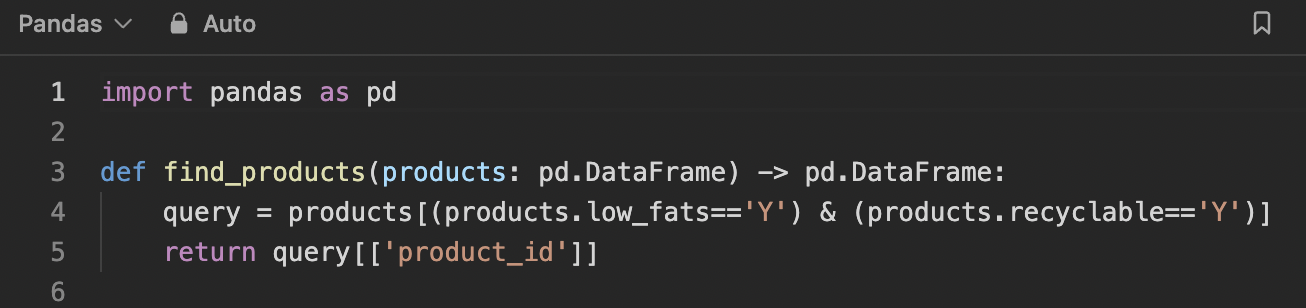 Pandas Auto
1 import pandas as pd
2
3 def find_products(products: pd.DataFrame) -> pd.DataFrame:
4     query = products[(products.low_fats=='Y') & (products.recyclable=='Y')]
5     return query[['product_id']]
6